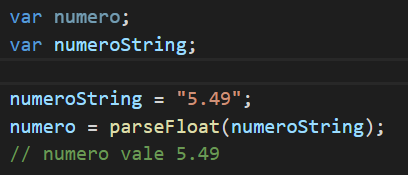 var numero;
var numeroString;
numeroString = "5.49";
numero = parseFloat(numeroString);
// numero vale 5.49